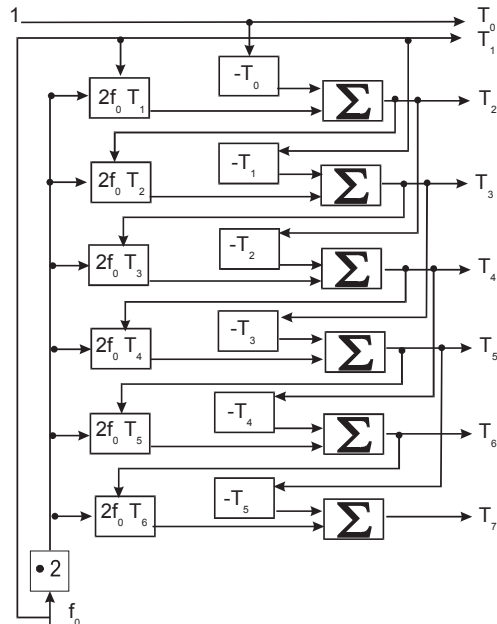 1 T₀
T₁
-T₀
2f₀ T₁ Σ T₂
-T₁
2f₀ T₂ Σ T₃
-T₂
2f₀ T₃ Σ T₄
-T₃
2f₀ T₄ Σ T₅
-T₄
2f₀ T₅ Σ T₆
-T₅
2f₀ T₆ Σ T₇
• 2
f₀